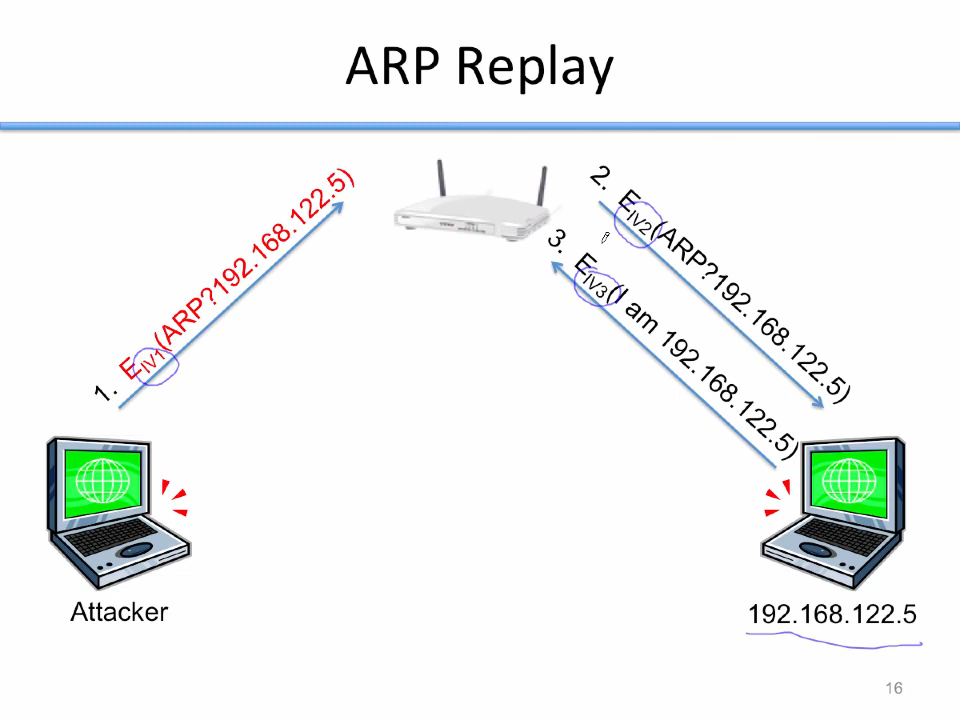 ARP Replay
1. E_IV1(ARP?192.168.122.5)
2. E_IV2(ARP?192.168.122.5)
3. E_IV3(I am 192.168.122.5)
Attacker
192.168.122.5
16